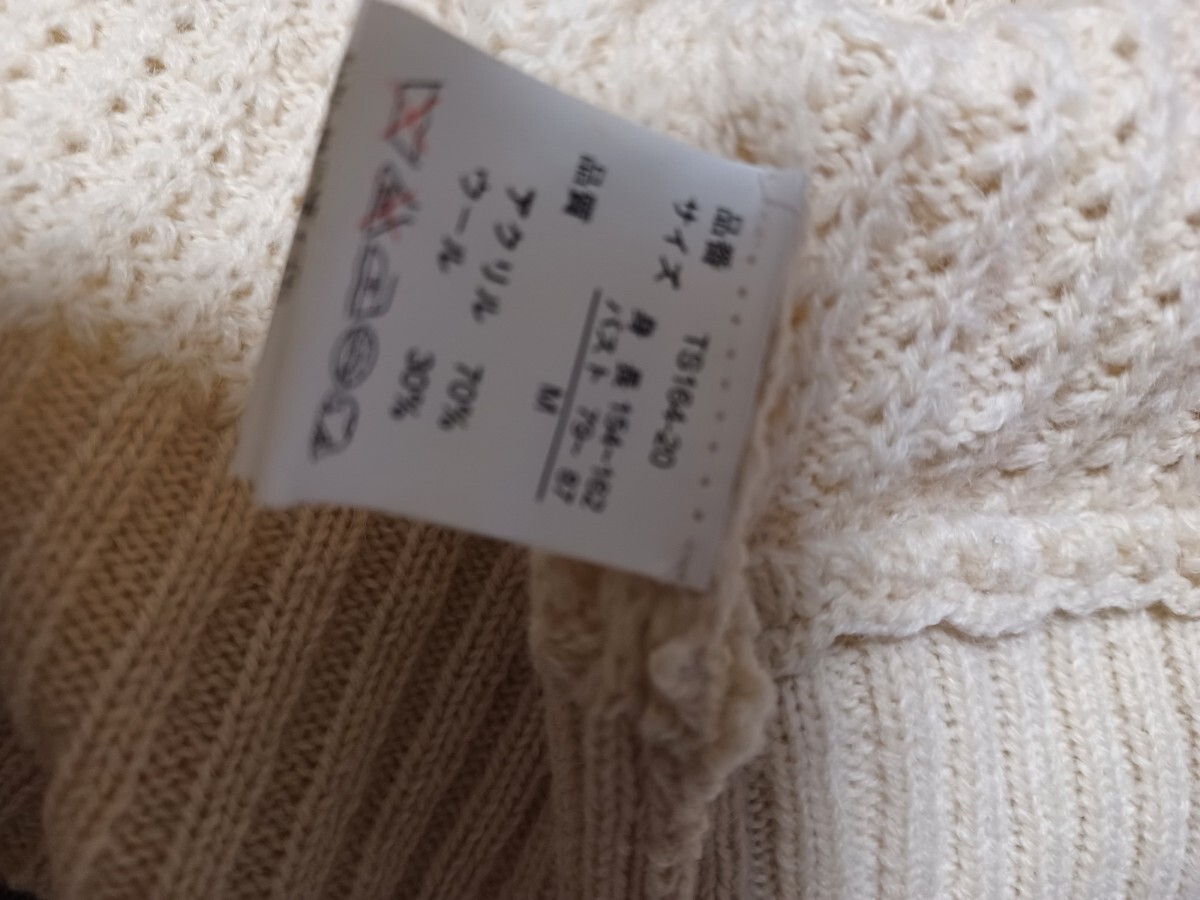 品番 TS164-20
サイズ 身長 154~162
バスト 79~87
M
品質
アクリル 70%
ウール 30%